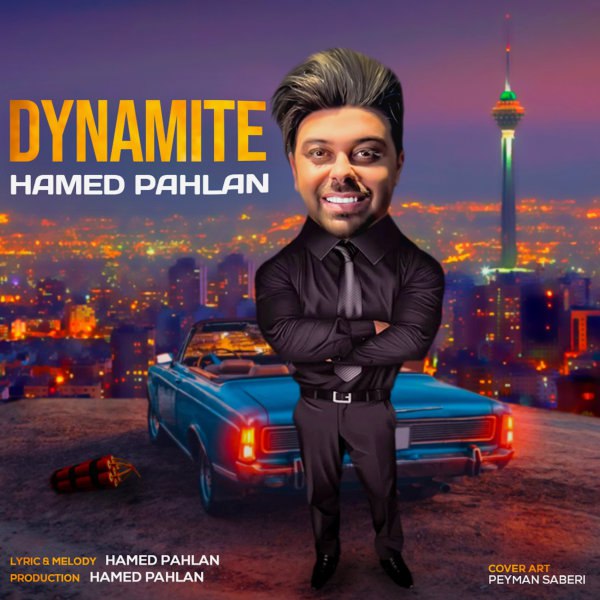 DYNAMITE
HAMED PAHLAN
LYRIC & MELODY HAMED PAHLAN
PRODUCTION HAMED PAHLAN
COVER ART
PEYMAN SABERI